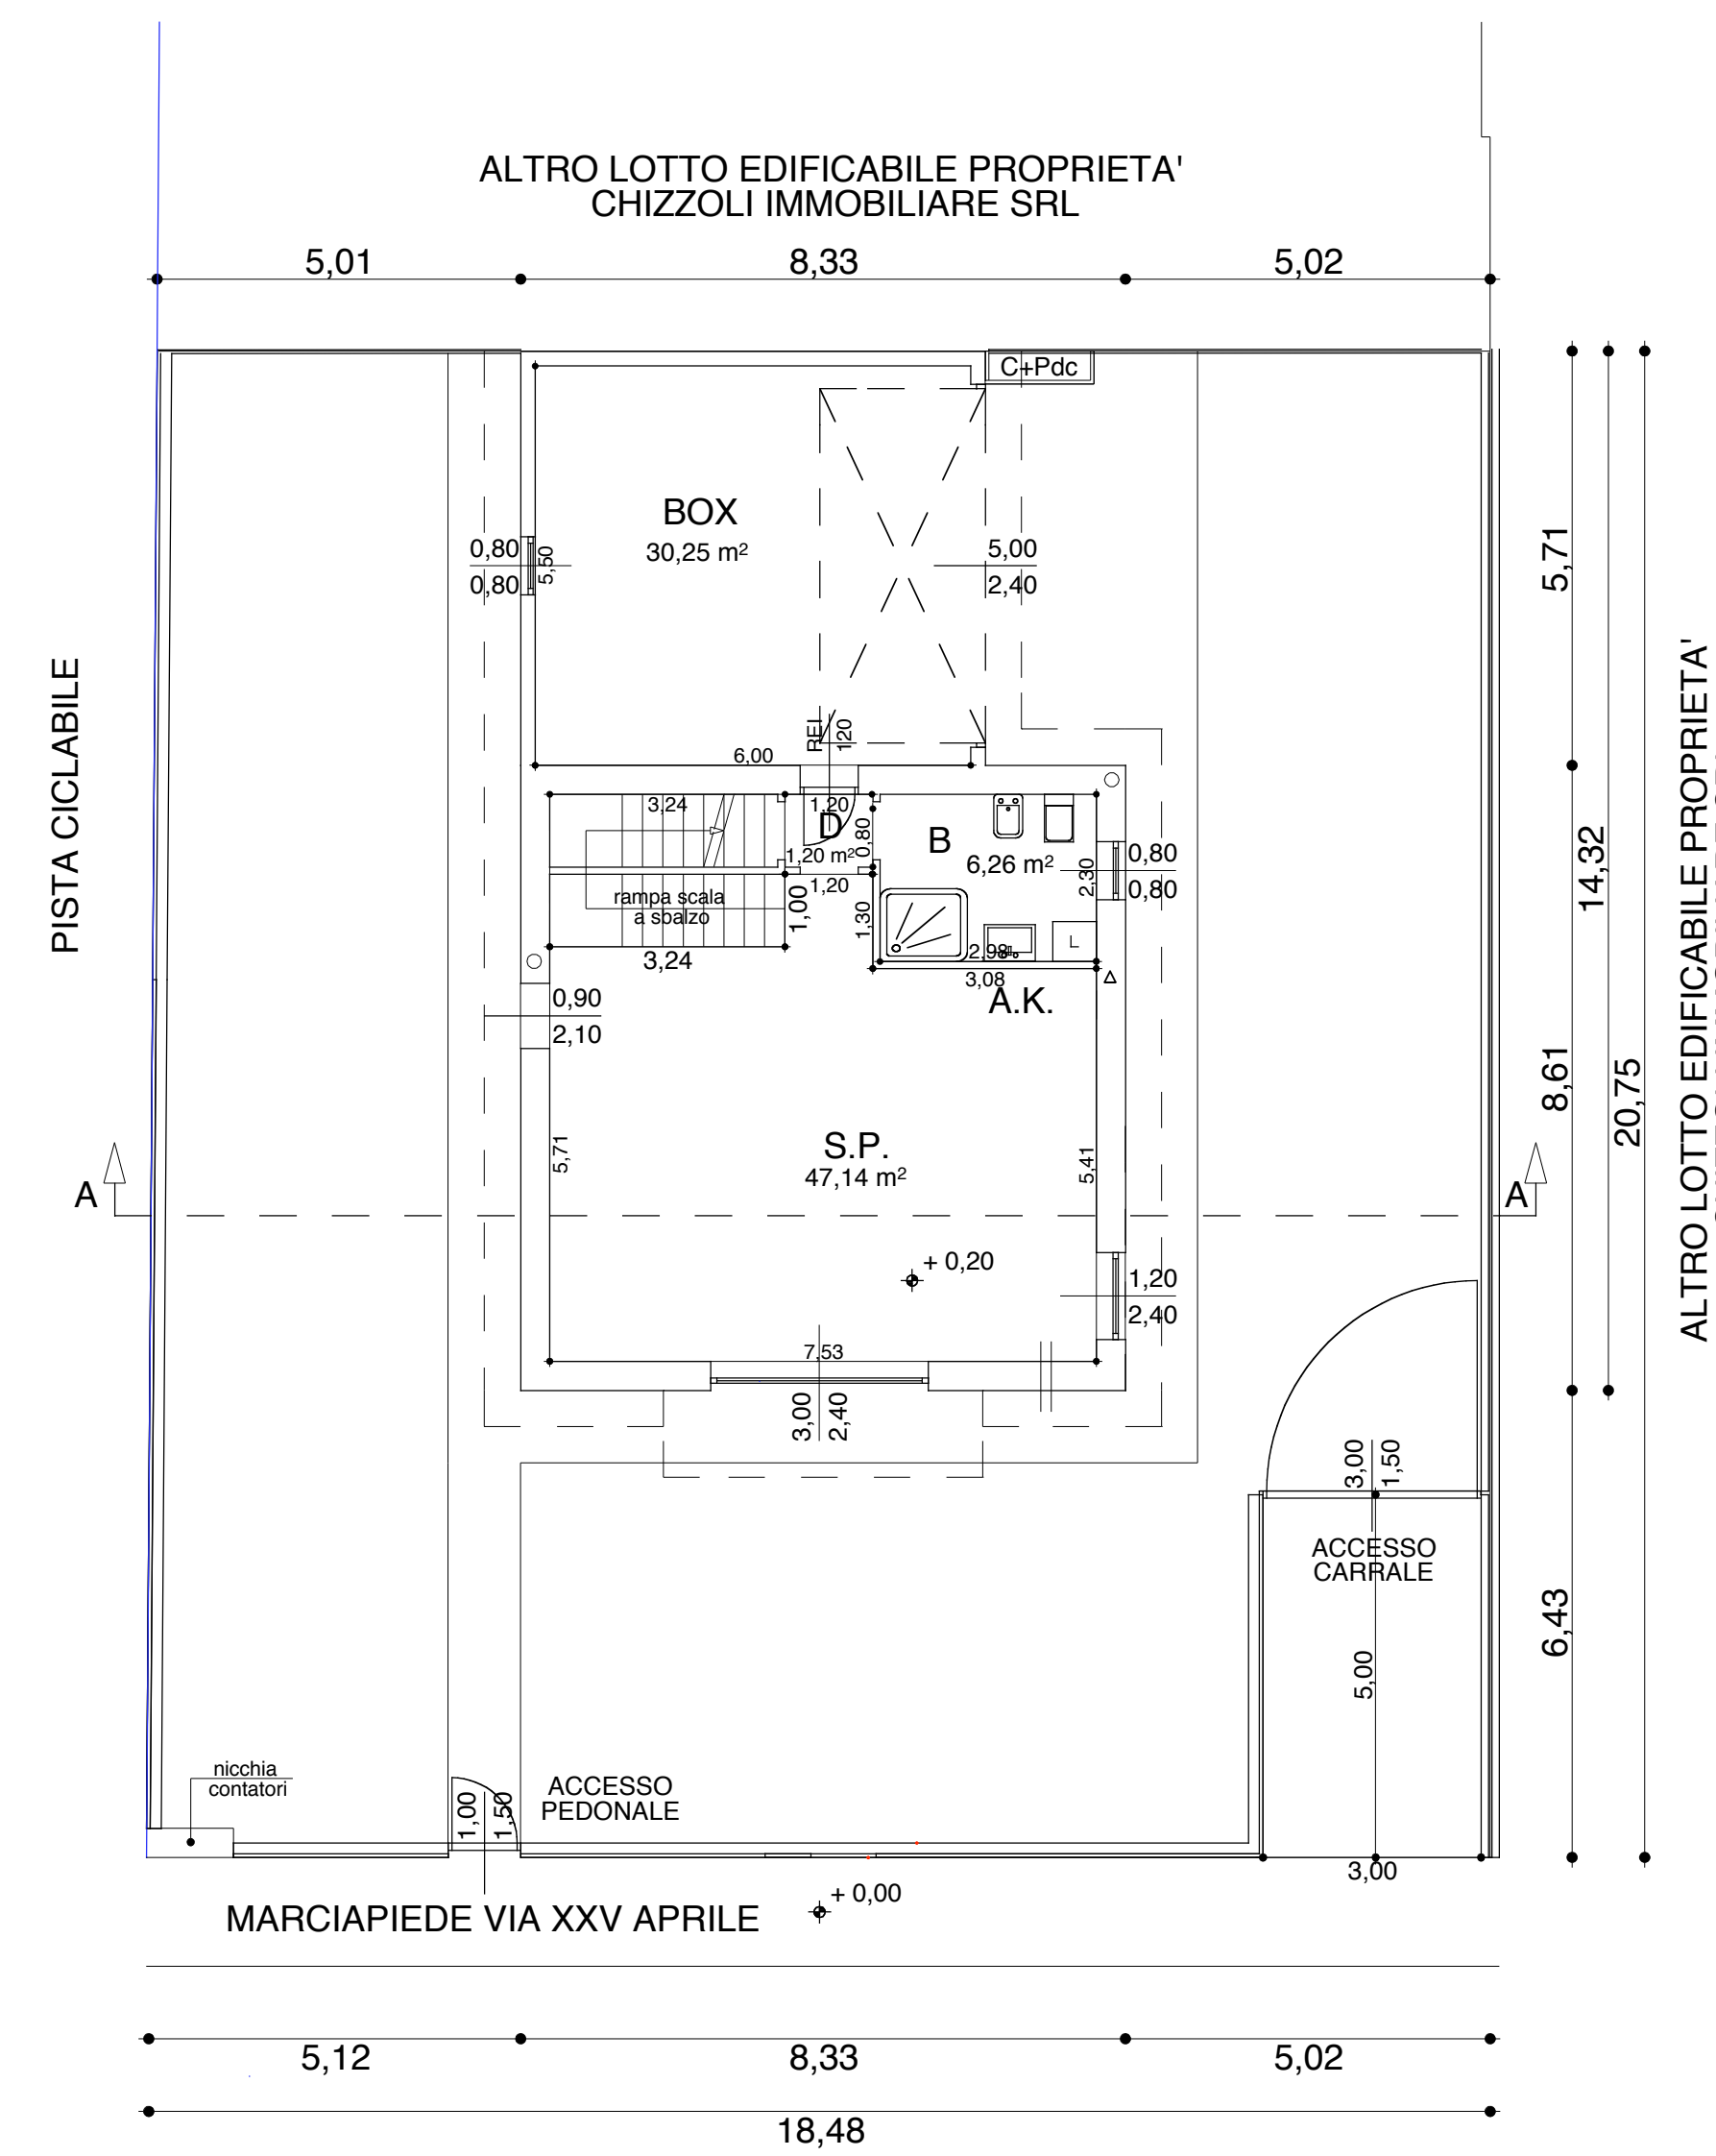 ALTRO LOTTO EDIFICABILE PROPRIETA'
CHIZZOLI IMMOBILIARE SRL
5,01
8,33
5,02
C+Pdc
BOX
30,25 m²
0,80
0,80
5,50
5,00
2,40
5,71
PISTA CICLABILE
ALTRO LOTTO EDIFICABILE PROPRIETA'
REI
120
6,00
3,24
1,20
D
1,20 m²
0,80
1,20
B
6,26 m²
2,30
0,80
0,80
14,32
rampa scala
a sbalzo
1,00
1,30
3,24
2,98
L
3,08
A.K.
0,90
2,10
8,61
20,75
5,71
S.P.
47,14 m²
5,41
A
A
+ 0,20
1,20
2,40
7,53
3,00
2,40
3,00
1,50
ACCESSO
CARRALE
6,43
5,00
nicchia
contatori
1,00
1,50
ACCESSO
PEDONALE
3,00
+ 0,00
MARCIAPIEDE VIA XXV APRILE
5,12
8,33
5,02
18,48